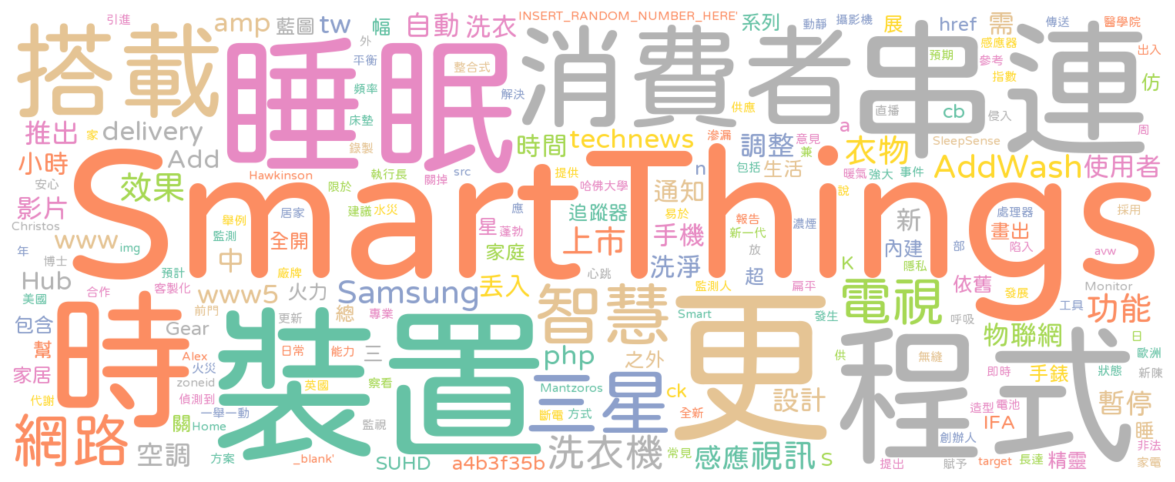 引進
amp
藍圖
tw
幅
自動
洗衣
INSERT_RANDOM_NUMBER_HERE'
系列
動靜
攝影機
展
href
需
傳送
醫學院
搭載
睡眠
消費者
串連
外
平衡
頻率
整合式
解決
床墊
錄製
供應
直播
cb
預期
感應器
參考
指數
出入
仿
侵入
周
SleepSense
推出
家
delivery
Add
小時
安心
效果
影片
Christos
Hawkinson
限於
執行長
關掉
src
時間
提供
technews
滲漏
調整
意見
兼
包括
生活
a
衣物
暖氣
強大
事件
說
AddWash
使用者
哈佛大學
n
通知
SmartThings
建議
水災
舉例
居家
監測
全開
應
星
蓬勃
追蹤器
家庭
上市
易於
手機
報告
新一代
濃煙
新
內建
處理器
畫出
陷入
部
隱私
採用
年
www
img
博士
中
Hub
預計
客製化
廠牌
美國
合作
www5
火力
前門
Samsung
丟入
心跳
洗淨
放
超
監測人
扁平
K
電視
依舊
發展
avw
Monitor
工具
功能
時
裝置
智慧
更
程式
包含
Gear
更新
總
專業
Smart
發生
呼吸
物聯網
日
歐洲
幫
Alex
火災
日常
能力
三
php
之外
供
無縫
即時
手錶
狀態
新陳
家居
zoneid
偵測到
英國
察看
三星
Mantzoros
ck
設計
代謝
一舉一動
網路
關
Home
監視
斷電
方式
全新
造型
電池
暫停
創辦人
IFA
睡
非法
空調
方案
_blank'
SUHD
a4b3f35b
洗衣機
常見
感應
視訊
S
提出
賦予
target
長達
精靈
家電